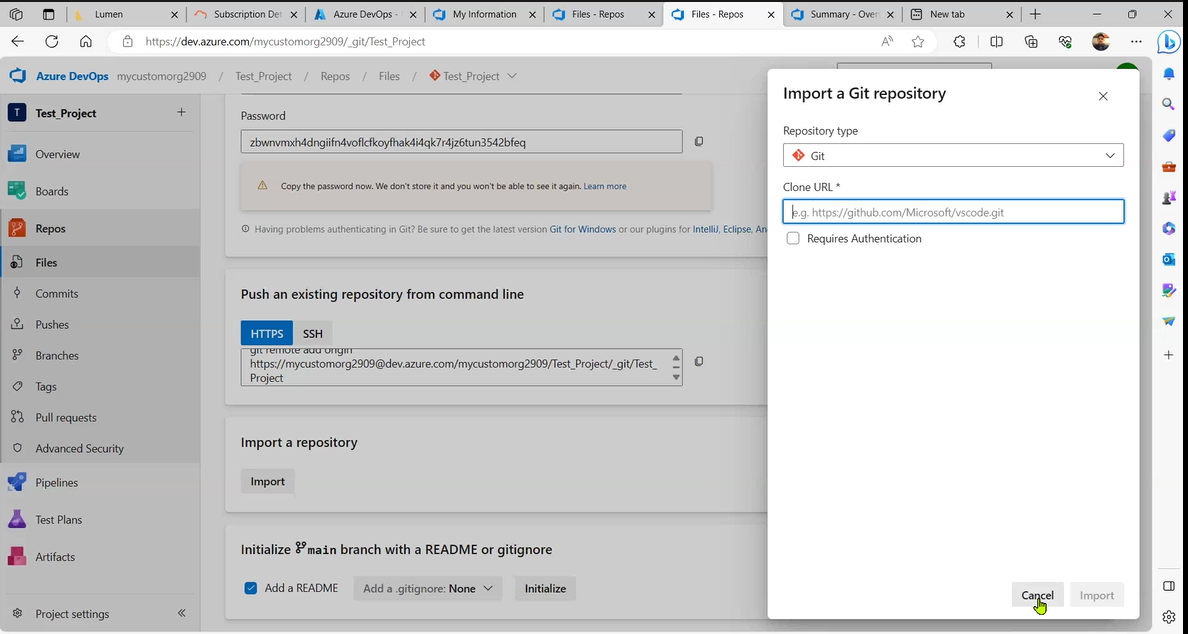 Lumen
Subscription Det
Azure DevOps -
My Information
Files - Repos
Files - Repos
Summary - Over
New tab
https://dev.azure.com/mycustomorg2909/_git/Test_Project
Azure DevOps mycustomorg2909 / Test_Project / Repos / Files / Test_Project
T Test_Project +
Overview
Boards
Repos
Files
Commits
Pushes
Branches
Tags
Pull requests
Advanced Security
Pipelines
Test Plans
Artifacts
Project settings
Password
zbwnvmxh4dngiifn4voflcfkoyfhak4i4qk7r4jz6tun3542bfeq
Copy the password now. We don't store it and you won't be able to see it again. Learn more
Having problems authenticating in Git? Be sure to get the latest version Git for Windows or our plugins for IntelliJ, Eclipse, An
Push an existing repository from command line
HTTPS SSH
git remote add origin
https://mycustomorg2909@dev.azure.com/mycustomorg2909/Test_Project/_git/Test_
Project
Import a repository
Import
Initialize main branch with a README or gitignore
Add a README Add a .gitignore: None Initialize
Import a Git repository
Repository type
Git
Clone URL *
e.g. https://github.com/Microsoft/vscode.git
Requires Authentication
Cancel Import